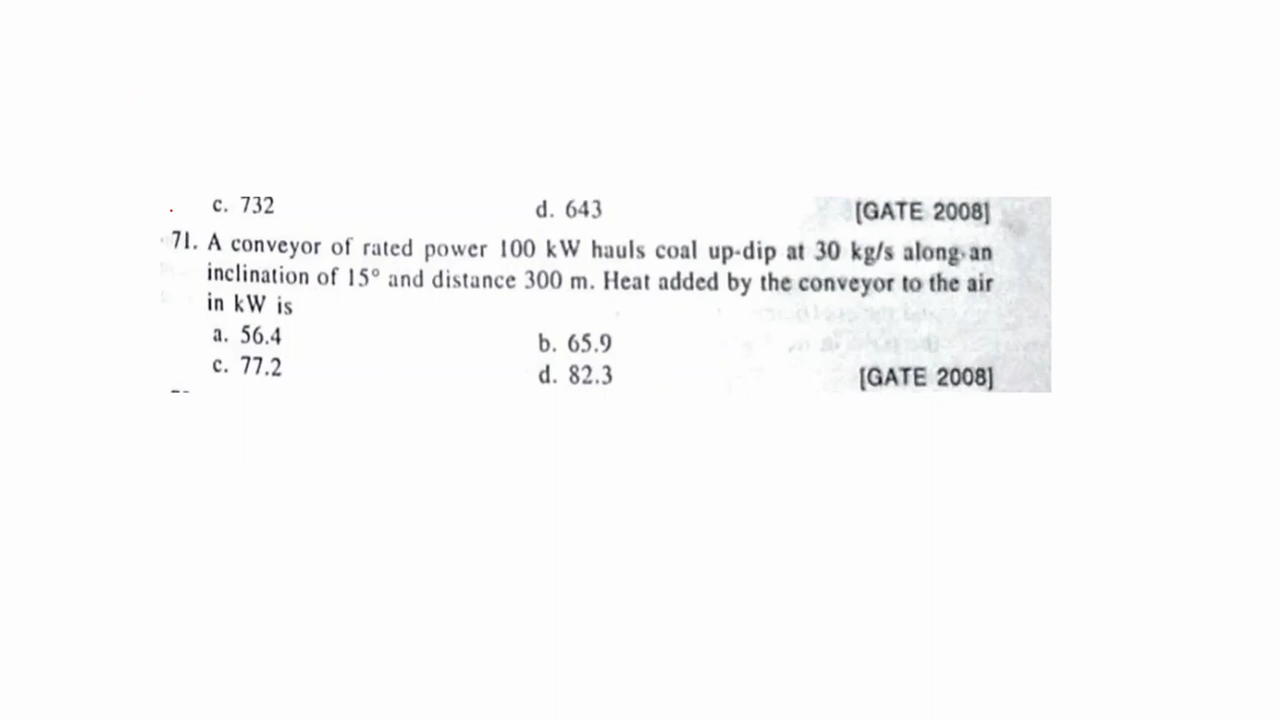 c. 732 d. 643 [GATE 2008]
71. A conveyor of rated power 100 kW hauls coal up-dip at 30 kg/s along an
inclination of 15° and distance 300 m. Heat added by the conveyor to the air
in kW is
a. 56.4 b. 65.9
c. 77.2 d. 82.3 [GATE 2008]